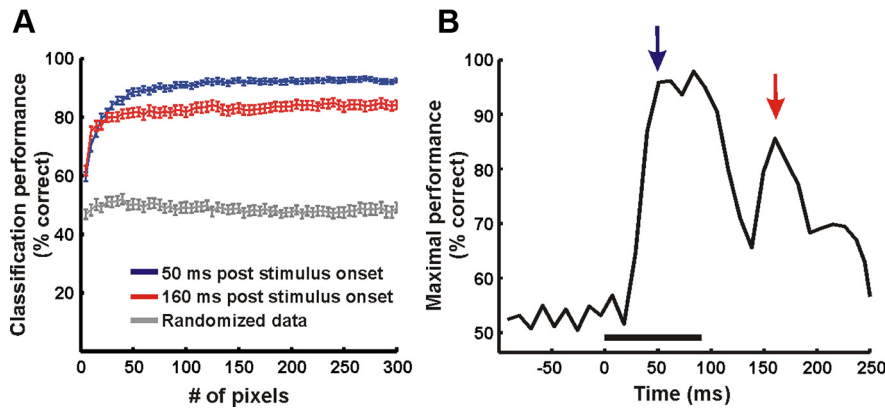 A
Classification performance
(% correct)
100
80
60
40
20
0
50
100
150
200
250
300
# of pixels
50 ms post stimulus onset
160 ms post stimulus onset
Randomized data
B
Maximal performance
(% correct)
100
90
80
70
60
50
-50
0
50
100
150
200
250
Time (ms)